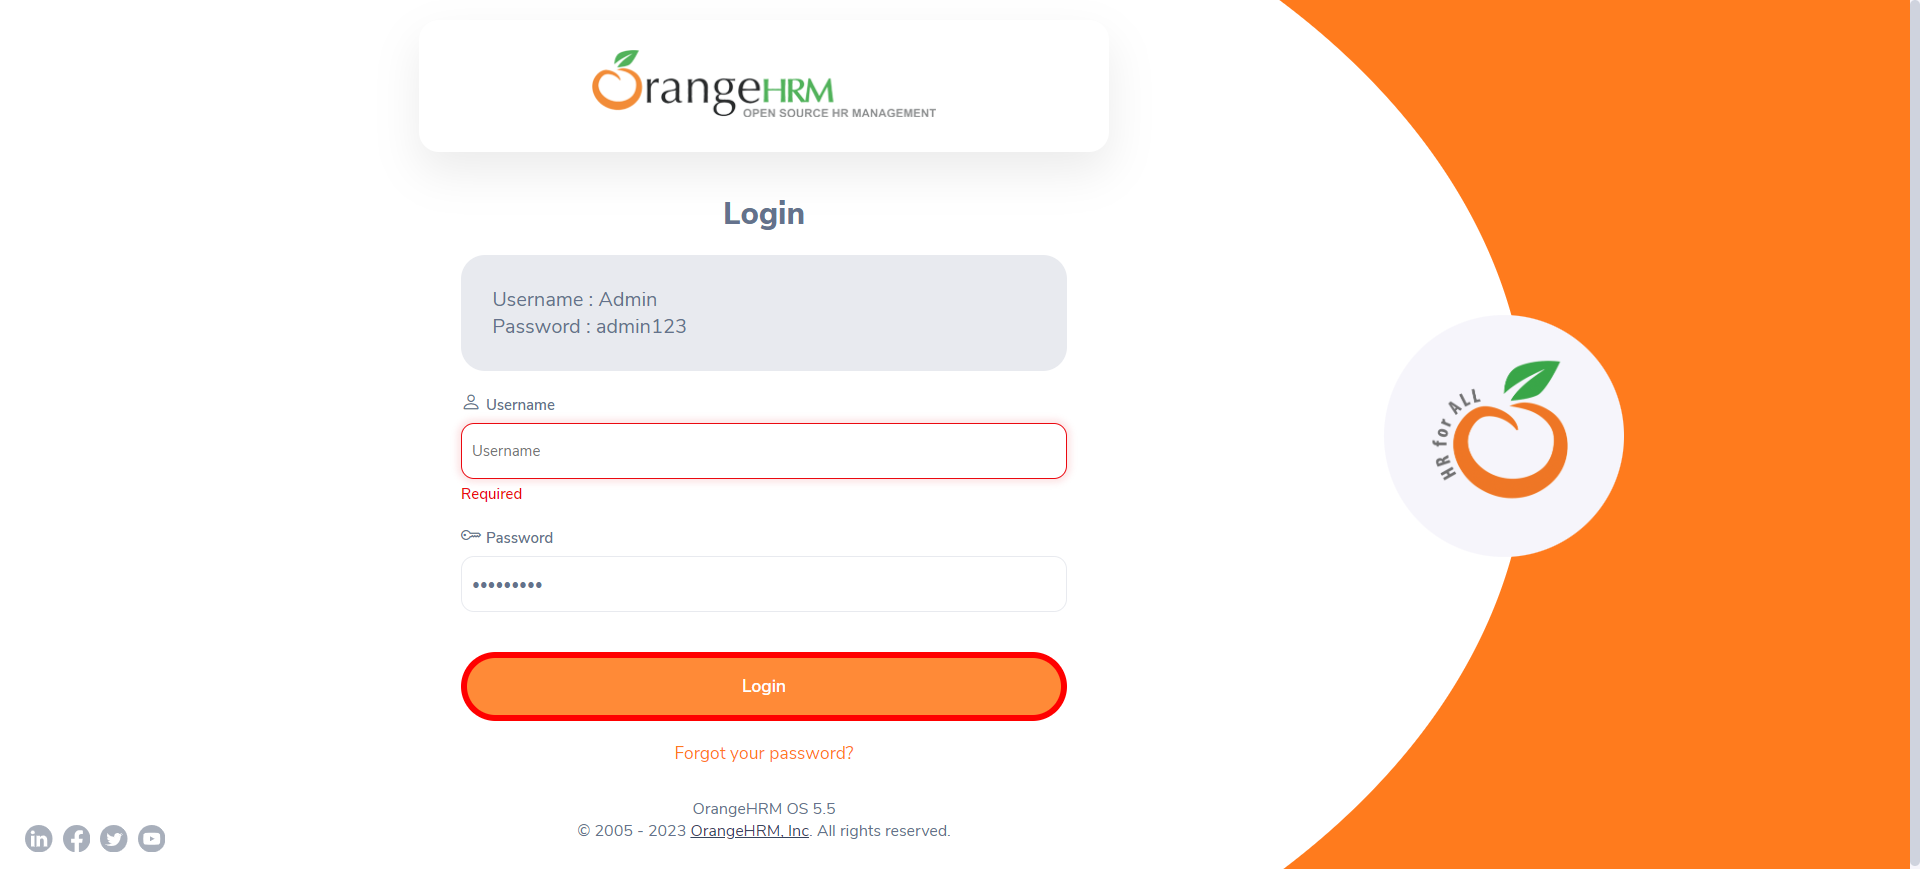 OrangeHRM
OPEN SOURCE HR MANAGEMENT
Login
Username : Admin
Password : admin123
Username
Username
Required
Password
•••••••••
Login
Forgot your password?
OrangeHRM OS 5.5
© 2005 - 2023 OrangeHRM, Inc. All rights reserved.
HR for ALL